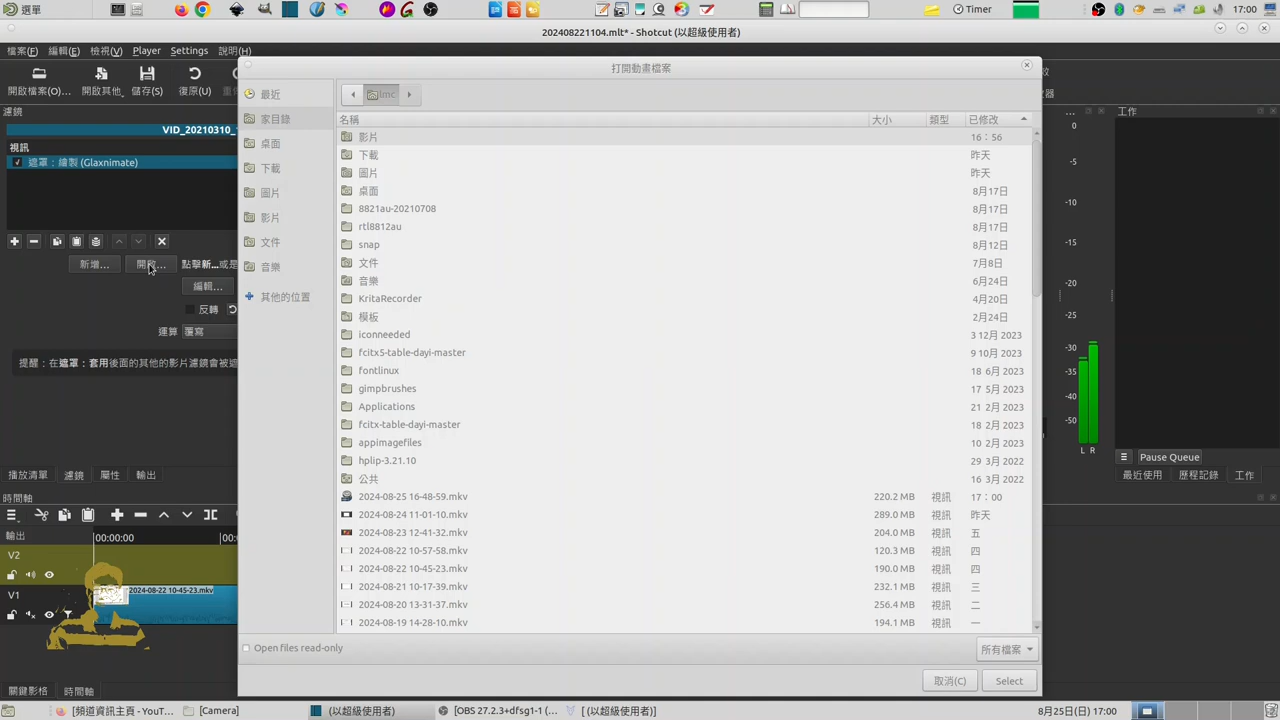 選單
Timer
17:00
202408221104.mlt* - Shotcut (以超級使用者)
檔案(F) 編輯(E) 檢視(V) Player Settings 說明(H)
開啟檔案(O)... 開啟其他. 儲存(S) 復原(U)
濾鏡
VID_20210310_
視訊
遮罩：繪製 (Glaxnimate)
新增... 開啟... 點擊新...或是
編輯...
反轉
運算 覆寫
提醒：在遮罩：套用後面的其他的影片濾鏡會被
播放清單 濾鏡 屬性 輸出
時間軸
輸出
00:00:00
V2
V1
2024-08-22 10-45-23.mkv
關鍵影格 時間軸
打開動畫檔案
最近
家目錄
桌面
下載
圖片
影片
文件
音樂
其他的位置
lmc
名稱 大小 類型 已修改
影片 16：56
下載 昨天
圖片 昨天
桌面 8月17日
8821au-20210708 8月17日
rtl8812au 8月17日
snap 8月12日
文件 7月8日
音樂 6月24日
KritaRecorder 4月20日
模板 2月24日
iconneeded 3 12月 2023
fcitx5-table-dayi-master 9 10月 2023
fontlinux 18 6月 2023
gimpbrushes 17 5月 2023
Applications 21 2月 2023
fcitx-table-dayi-master 18 2月 2023
appimagefiles 10 2月 2023
hplip-3.21.10 29 3月 2022
公共 16 3月 2022
2024-08-25 16-48-59.mkv 220.2 MB 視訊 17：00
2024-08-24 11-01-10.mkv 289.0 MB 視訊 昨天
2024-08-23 12-41-32.mkv 204.0 MB 視訊 五
2024-08-22 10-57-58.mkv 120.3 MB 視訊 四
2024-08-22 10-45-23.mkv 190.0 MB 視訊 四
2024-08-21 10-17-39.mkv 232.1 MB 視訊 三
2024-08-20 13-31-37.mkv 256.4 MB 視訊 二
2024-08-19 14-28-10.mkv 194.1 MB 視訊 一
Open files read-only
所有檔案
取消(C) Select
...
0
-5
-10
-15
-20
-25
-30
-35
-40
-50
L R
工作
Pause Queue
最近使用 歷程記錄 工作
[頻道資訊主頁 - YouT... [Camera] (以超級使用者) [OBS 27.2.3+dfsg1-1 (... [ (以超級使用者)]
8月25日(日) 17:00